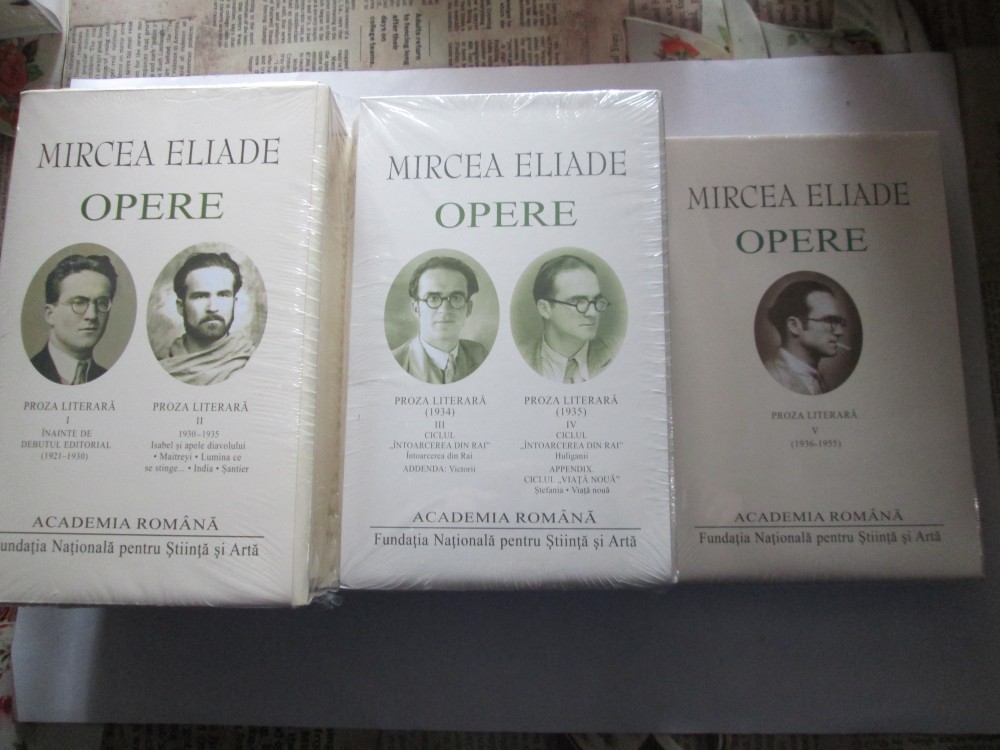 MIRCEA ELIADE
OPERE
PROZA LITERARĂ
I
ÎNAINTE DE
DEBUTUL EDITORIAL
(1921–1930)
PROZA LITERARĂ
II
1930–1935
Isabel și apele diavolului
• Maitreyi • Lumina ce
se stinge... • India • Șantier
ACADEMIA ROMÂNĂ
undația Națională pentru Știință și Artă
MIRCEA ELIADE
OPERE
PROZA LITERARĂ
(1934)
III
CICLUL
„ÎNTOARCEREA DIN RAI”
Întoarcerea din Rai
ADDENDA: Victorii
PROZA LITERARĂ
(1935)
IV
CICLUL
„ÎNTOARCEREA DIN RAI”
Huliganii
APPENDIX
CICLUL „VIAȚĂ NOUĂ”
Ștefania • Viață nouă
ACADEMIA ROMÂNĂ
Fundația Națională pentru Știință și Artă
MIRCEA ELIADE
OPERE
PROZA LITERARĂ
V
(1936-1955)
ACADEMIA ROMÂNĂ
Fundația Națională pentru Știință și Artă